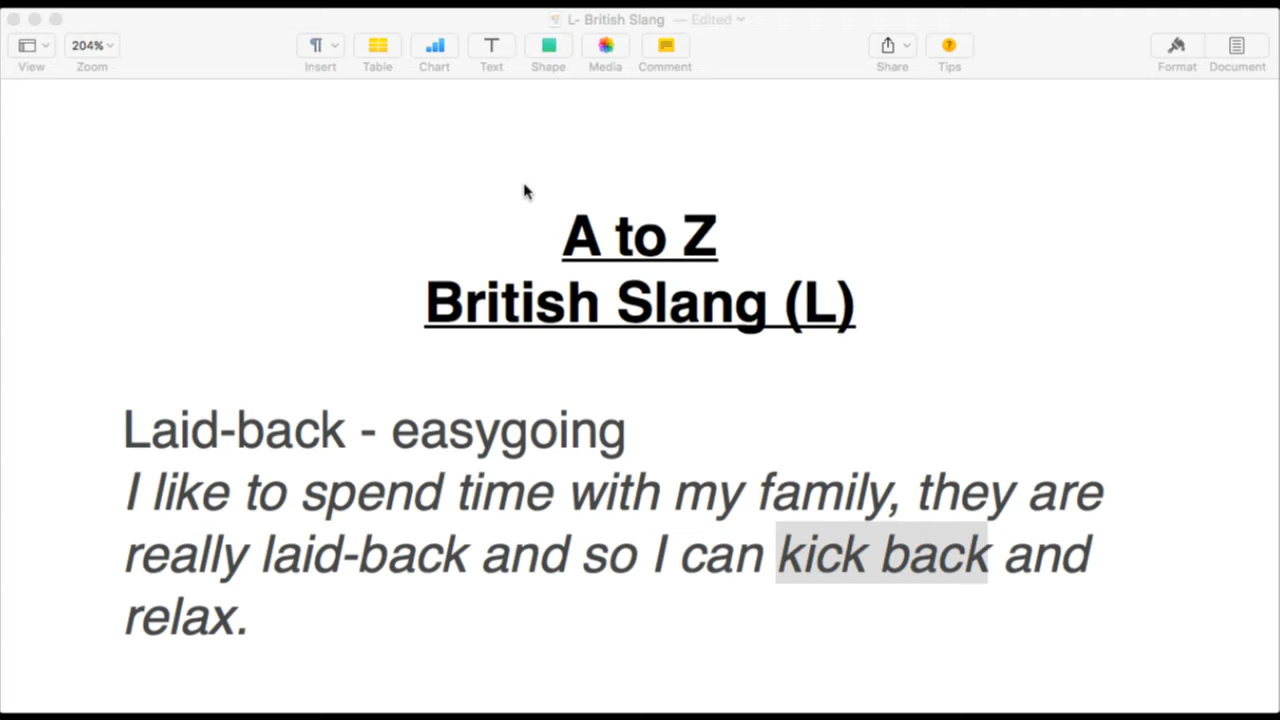 L- British Slang — Edited
204%
View
Zoom
Insert
Table
Chart
Text
Shape
Media
Comment
Share
Tips
Format
Document
A to Z
British Slang (L)
Laid-back - easygoing
I like to spend time with my family, they are
really laid-back and so I can kick back and
relax.